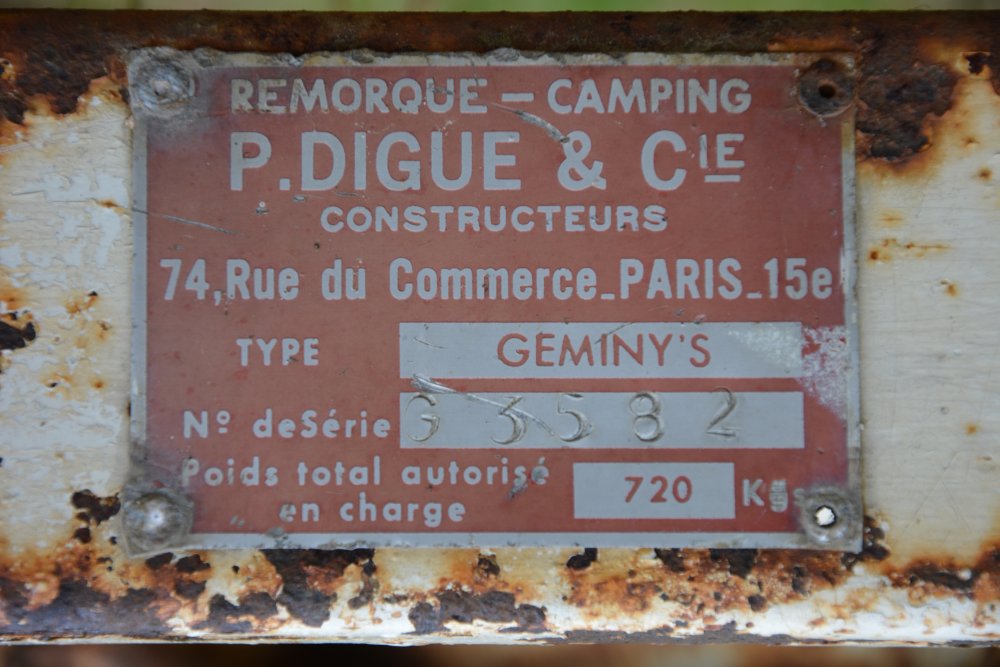 REMORQUE – CAMPING
P. DIGUE & CIE
CONSTRUCTEURS
74, Rue du Commerce_PARIS_15e
TYPE GEMINY'S
Nº de Série G 3582
Poids total autorisé
en charge 720 Kgs